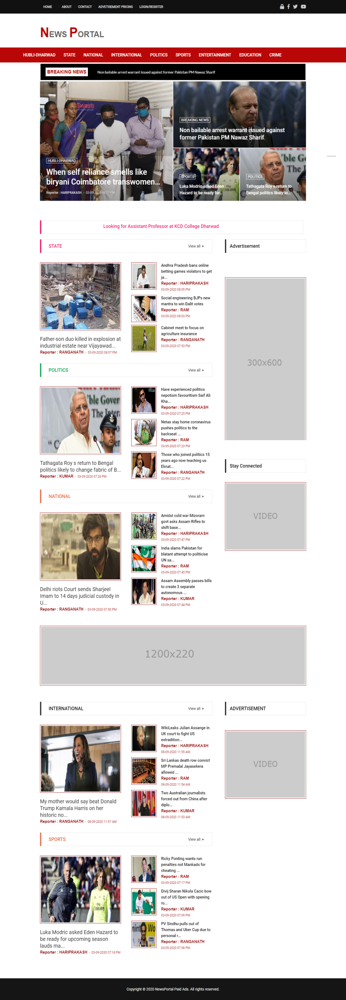 HOME
ABOUT
CONTACT
ADVETISEMENT PRICING
LOGIN/REGISTER
NEWS PORTAL
HUBLI-DHARWAD
STATE
NATIONAL
INTERNATIONAL
POLITICS
SPORTS
ENTERTAINMENT
EDUCATION
CRIME
BREAKING NEWS
Non bailable arrest warrant issued against former Pakistan PM Nawaz Sharif
Swasti
HUBLI-DHARWAD
When self reliance smells like
biryani Coimbatore transwomen...
Reporter : HARIPRAKASH - 03-09-2020 08:17 PM
BREAKING NEWS
Non bailable arrest warrant issued against
former Pakistan PM Nawaz Sharif
SPORTS
Luka Modric asked Eden
Hazard to be ready for...
Fly
Emirates
'ble Go
The I
POLITICS
Tathagata Roy s return to
Bengal politics likely to...
Looking for Assistant Professor at KCD College Dharwad
STATE
View all
Father-son duo killed in explosion at
industrial estate near Vijayawad...
Reporter : RANGANATH - 03-09-2020 08:07 PM
Andhra Pradesh bans online
betting games violators to get
ja...
Reporter : HARIPRAKASH
03-09-2020 08:05 PM
Social engineering BJPs new
mantra to win Dalit votes
Reporter : RAM
03-09-2020 08:03 PM
Cabinet meet to focus on
agriculture insurance
Reporter : RANGANATH
03-09-2020 07:53 PM
Advertisement
300x600
POLITICS
View all
'ble Gover
The
Tathagata Roy s return to Bengal
politics likely to change fabric of B...
Reporter : KUMAR - 03-09-2020 07:26 PM
Official
Have experienced politics
nepotism favouritism Saif Ali
Kha...
Reporter : HARIPRAKASH
03-09-2020 07:25 PM
Netas stay home coronavirus
pushes politics to the
backseat ...
Reporter : RAM
03-09-2020 07:23 PM
Those who joined politics 15
years ago now teaching us
Eknat...
Reporter : RANGANATH
03-09-2020 07:22 PM
Stay Connected
VIDEO
NATIONAL
View all
Delhi riots Court sends Sharjeel
Imam to 14 days judicial custody in
U...
Reporter : RANGANATH - 03-09-2020 07:50 PM
Amidst cold war Mizoram
govt asks Assam Rifles to
shift base...
Reporter : HARIPRAKASH
03-09-2020 07:47 PM
India slams Pakistan for
blatant attempt to politicise
UN sa...
Reporter : RAM
03-09-2020 07:45 PM
Assam Assembly passes bills
to create 3 separate
autonomous ...
Reporter : KUMAR
03-09-2020 07:44 PM
1200x220
INTERNATIONAL
View all
My mother would say beat Donald
Trump Kamala Harris on her
historic no...
Reporter : RANGANATH - 08-09-2020 11:57 AM
WikiLeaks Julian Assange in
UK court to fight US
extradition...
Reporter : HARIPRAKASH
08-09-2020 11:55 AM
Sri Lankas death row convict
MP Premalal Jayasekera
allowed ...
Reporter : RAM
08-09-2020 11:54 AM
Two Australian journalists
forced out from China after
diplo...
Reporter : KUMAR
08-09-2020 11:53 AM
ADVERTISEMENT
VIDEO
SPORTS
View all
Fly
Emirates
Luka Modric asked Eden Hazard to
be ready for upcoming season
lauds ma...
Reporter : HARIPRAKASH - 03-09-2020 07:18 PM
Ricky Ponting wants run
penalties not Mankads for
cheating ...
Reporter : RAM
03-09-2020 07:17 PM
Divij Sharan Nikola Cacic bow
out of US Open with opening
ro...
Reporter : KUMAR
03-09-2020 07:09 PM
PV Sindhu pulls out of
Thomas and Uber Cup due to
personal r...
Reporter : RANGANATH
03-09-2020 07:08 PM
Copyright © 2020 NewsPortal Paid Ads. All rights reserved.